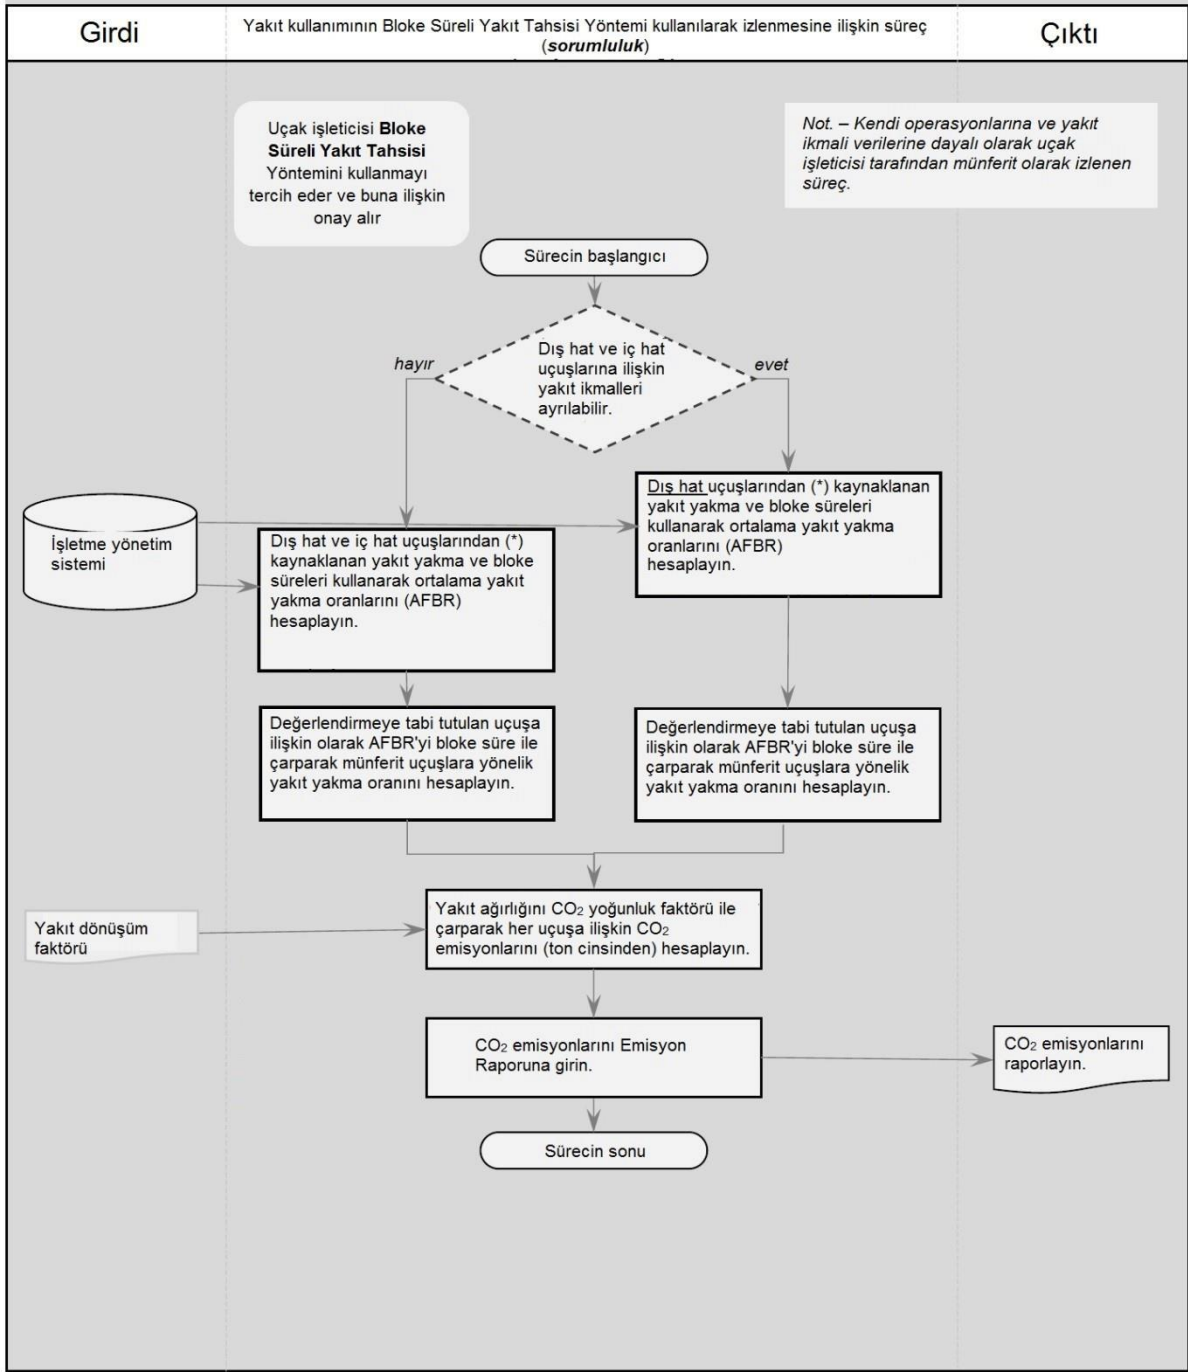 Girdi
Yakıt kullanımının Bloke Süreli Yakıt Tahsisi Yöntemi kullanılarak izlenmesine ilişkin süreç
(sorumluluk)
Çıktı
Uçak işleticisi Bloke
Süreli Yakıt Tahsisi
Yöntemini kullanmayı
tercih eder ve buna ilişkin
onay alır
Not. – Kendi operasyonlarına ve yakıt
ikmali verilerine dayalı olarak uçak
işleticisi tarafından münferit olarak izlenen
süreç.
Sürecin başlangıcı
Dış hat ve iç hat
uçuşlarına ilişkin
yakıt ikmalleri
ayrılabilir.
hayır
evet
İşletme yönetim
sistemi
Dış hat ve iç hat uçuşlarından (*)
kaynaklanan yakıt yakma ve bloke
süreleri kullanarak ortalama yakıt
yakma oranlarını (AFBR)
hesaplayın.
Dış hat uçuşlarından (*) kaynaklanan
yakıt yakma ve bloke süreleri
kullanarak ortalama yakıt yakma
oranlarını (AFBR)
hesaplayın.
Değerlendirmeye tabi tutulan uçuşa
ilişkin olarak AFBR'yi bloke süre ile
çarparak münferit uçuşlara yönelik
yakıt yakma oranını hesaplayın.
Değerlendirmeye tabi tutulan uçuşa
ilişkin olarak AFBR'yi bloke süre ile
çarparak münferit uçuşlara yönelik
yakıt yakma oranını hesaplayın.
Yakıt dönüşüm
faktörü
Yakıt ağırlığını CO₂ yoğunluk faktörü ile
çarparak her uçuşa ilişkin CO₂
emisyonlarını (ton cinsinden) hesaplayın.
CO₂ emisyonlarını Emisyon
Raporuna girin.
CO₂ emisyonlarını
raporlayın.
Sürecin sonu